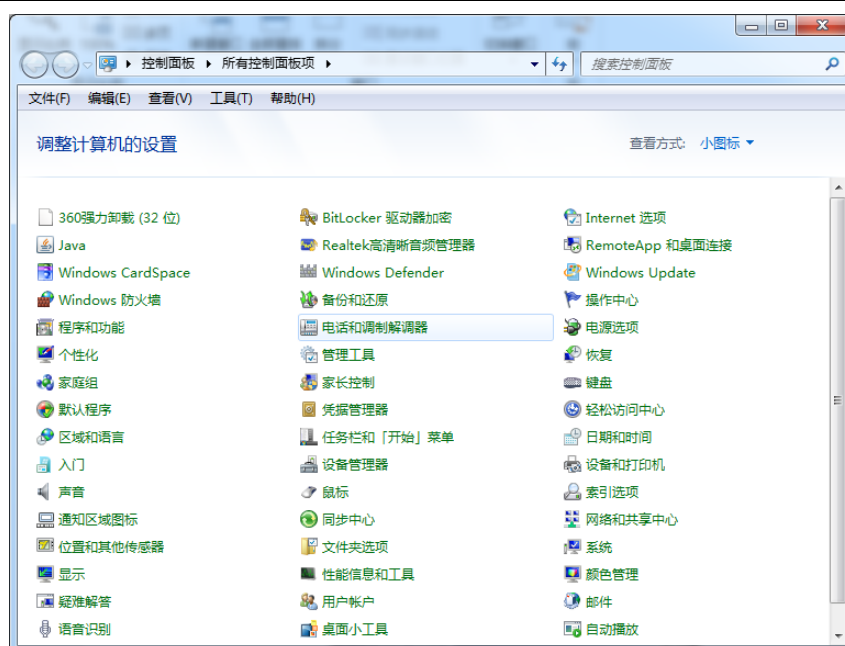 控制面板 ▸ 所有控制面板项 ▸ 搜索控制面板
文件(F) 编辑(E) 查看(V) 工具(T) 帮助(H)
调整计算机的设置 查看方式: 小图标
360强力卸载 (32 位) BitLocker 驱动器加密 Internet 选项
Java Realtek高清晰音频管理器 RemoteApp 和桌面连接
Windows CardSpace Windows Defender Windows Update
Windows 防火墙 备份和还原 操作中心
程序和功能 电话和调制解调器 电源选项
个性化 管理工具 恢复
家庭组 家长控制 键盘
默认程序 凭据管理器 轻松访问中心
区域和语言 任务栏和「开始」菜单 日期和时间
入门 设备管理器 设备和打印机
声音 鼠标 索引选项
通知区域图标 同步中心 网络和共享中心
位置和其他传感器 文件夹选项 系统
显示 性能信息和工具 颜色管理
疑难解答 用户帐户 邮件
语音识别 桌面小工具 自动播放